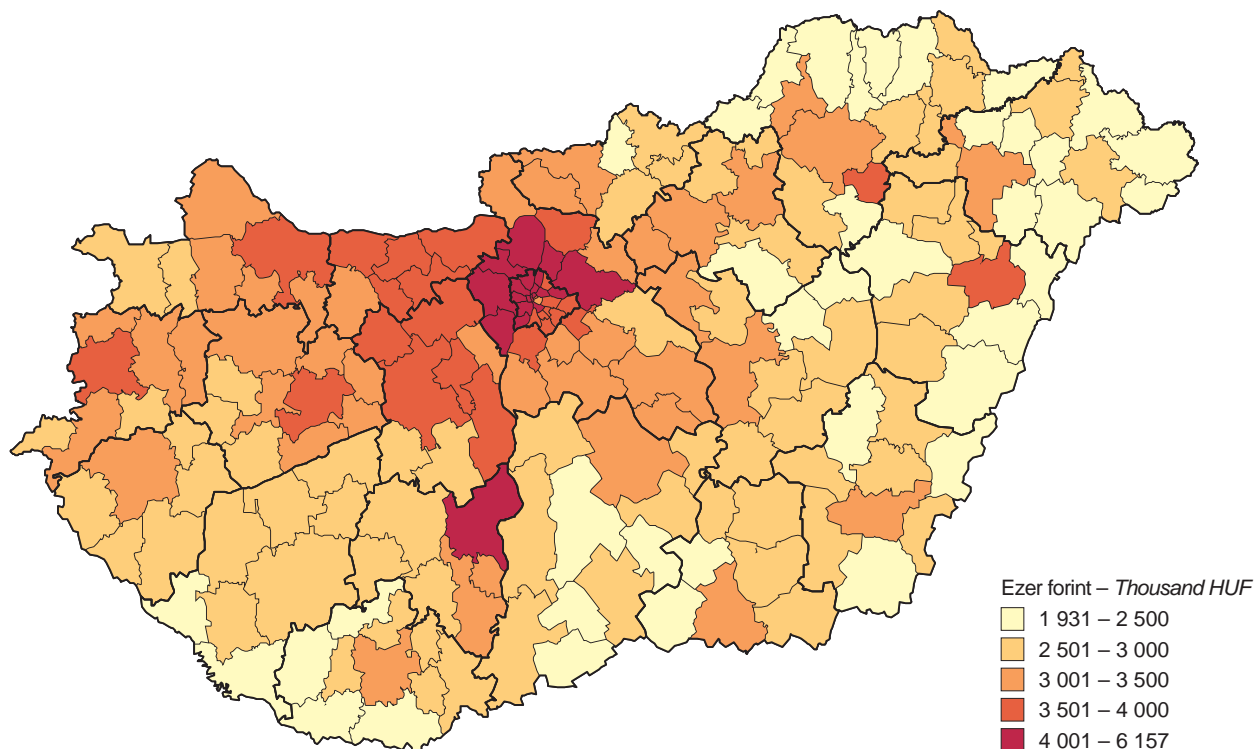 Ezer forint – Thousand HUF
1 931 – 2 500
2 501 – 3 000
3 001 – 3 500
3 501 – 4 000
4 001 – 6 157